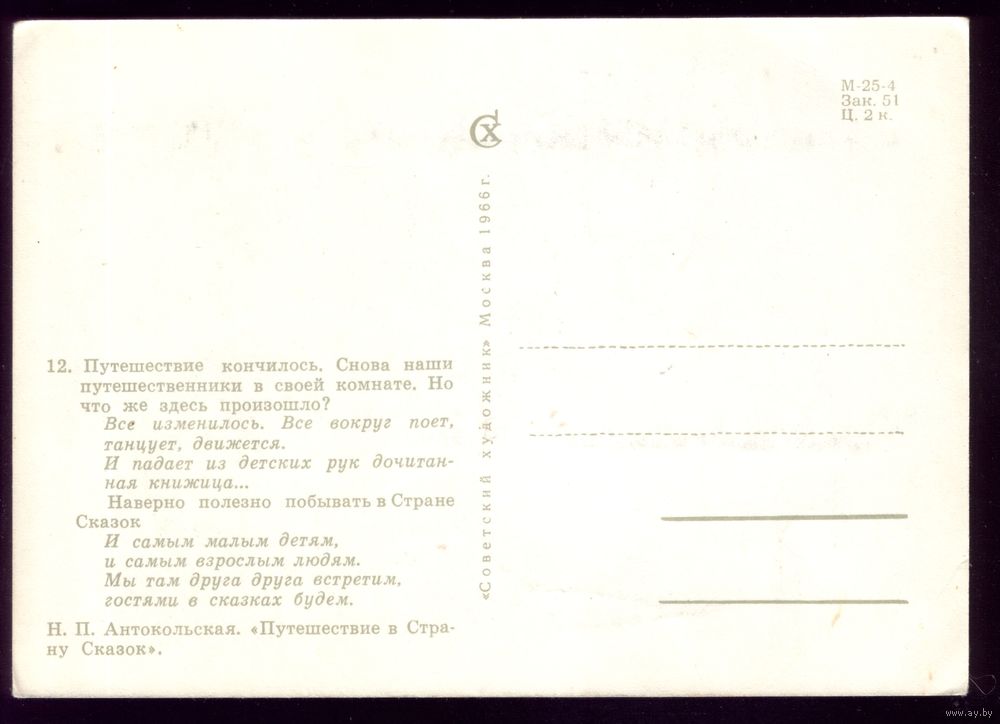 М-25-4
Зак. 51
Ц. 2 к.
СХ
«Советский художник» Москва 1966 г.
12. Путешествие кончилось. Снова наши
путешественники в своей комнате. Но
что же здесь произошло?
Все изменилось. Все вокруг поет,
танцует, движется.
И падает из детских рук дочитан-
ная книжица...
Наверно полезно побывать в Стране
Сказок
И самым малым детям,
и самым взрослым людям.
Мы там друга друга встретим,
гостями в сказках будем.
Н. П. Антокольская. «Путешествие в Стра-
ну Сказок».
www.ay.by